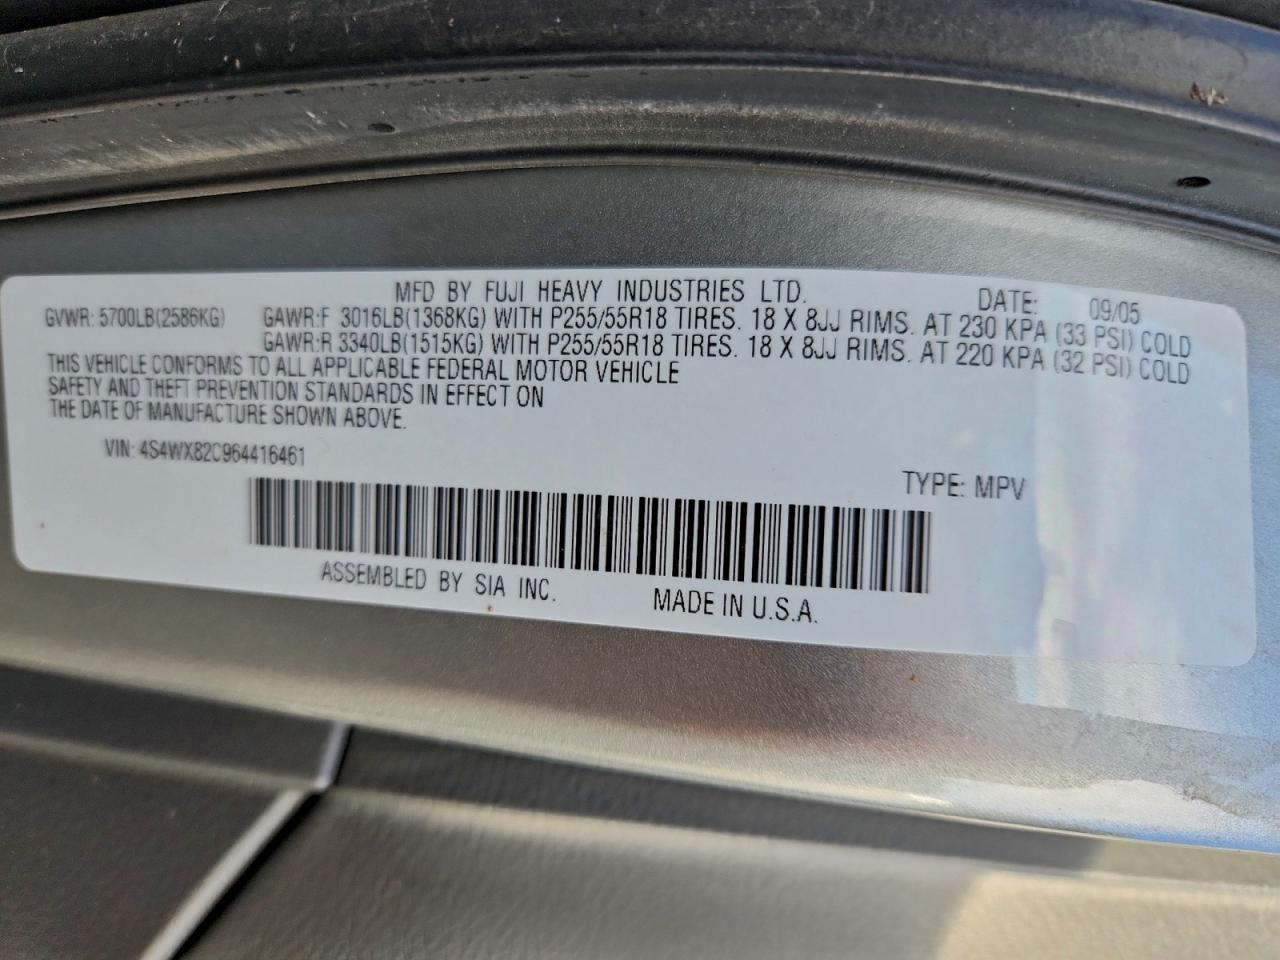 MFD BY FUJI HEAVY INDUSTRIES LTD. DATE: 09/05
GVWR: 5700LB(2586KG) GAWR:F 3016LB(1368KG) WITH P255/55R18 TIRES. 18 X 8JJ RIMS. AT 230 KPA (33 PSI) COLD
GAWR:R 3340LB(1515KG) WITH P255/55R18 TIRES. 18 X 8JJ RIMS. AT 220 KPA (32 PSI) COLD
THIS VEHICLE CONFORMS TO ALL APPLICABLE FEDERAL MOTOR VEHICLE
SAFETY AND THEFT PREVENTION STANDARDS IN EFFECT ON
THE DATE OF MANUFACTURE SHOWN ABOVE.
VIN: 4S4WX82C964416461
TYPE: MPV
ASSEMBLED BY SIA INC. MADE IN U.S.A.